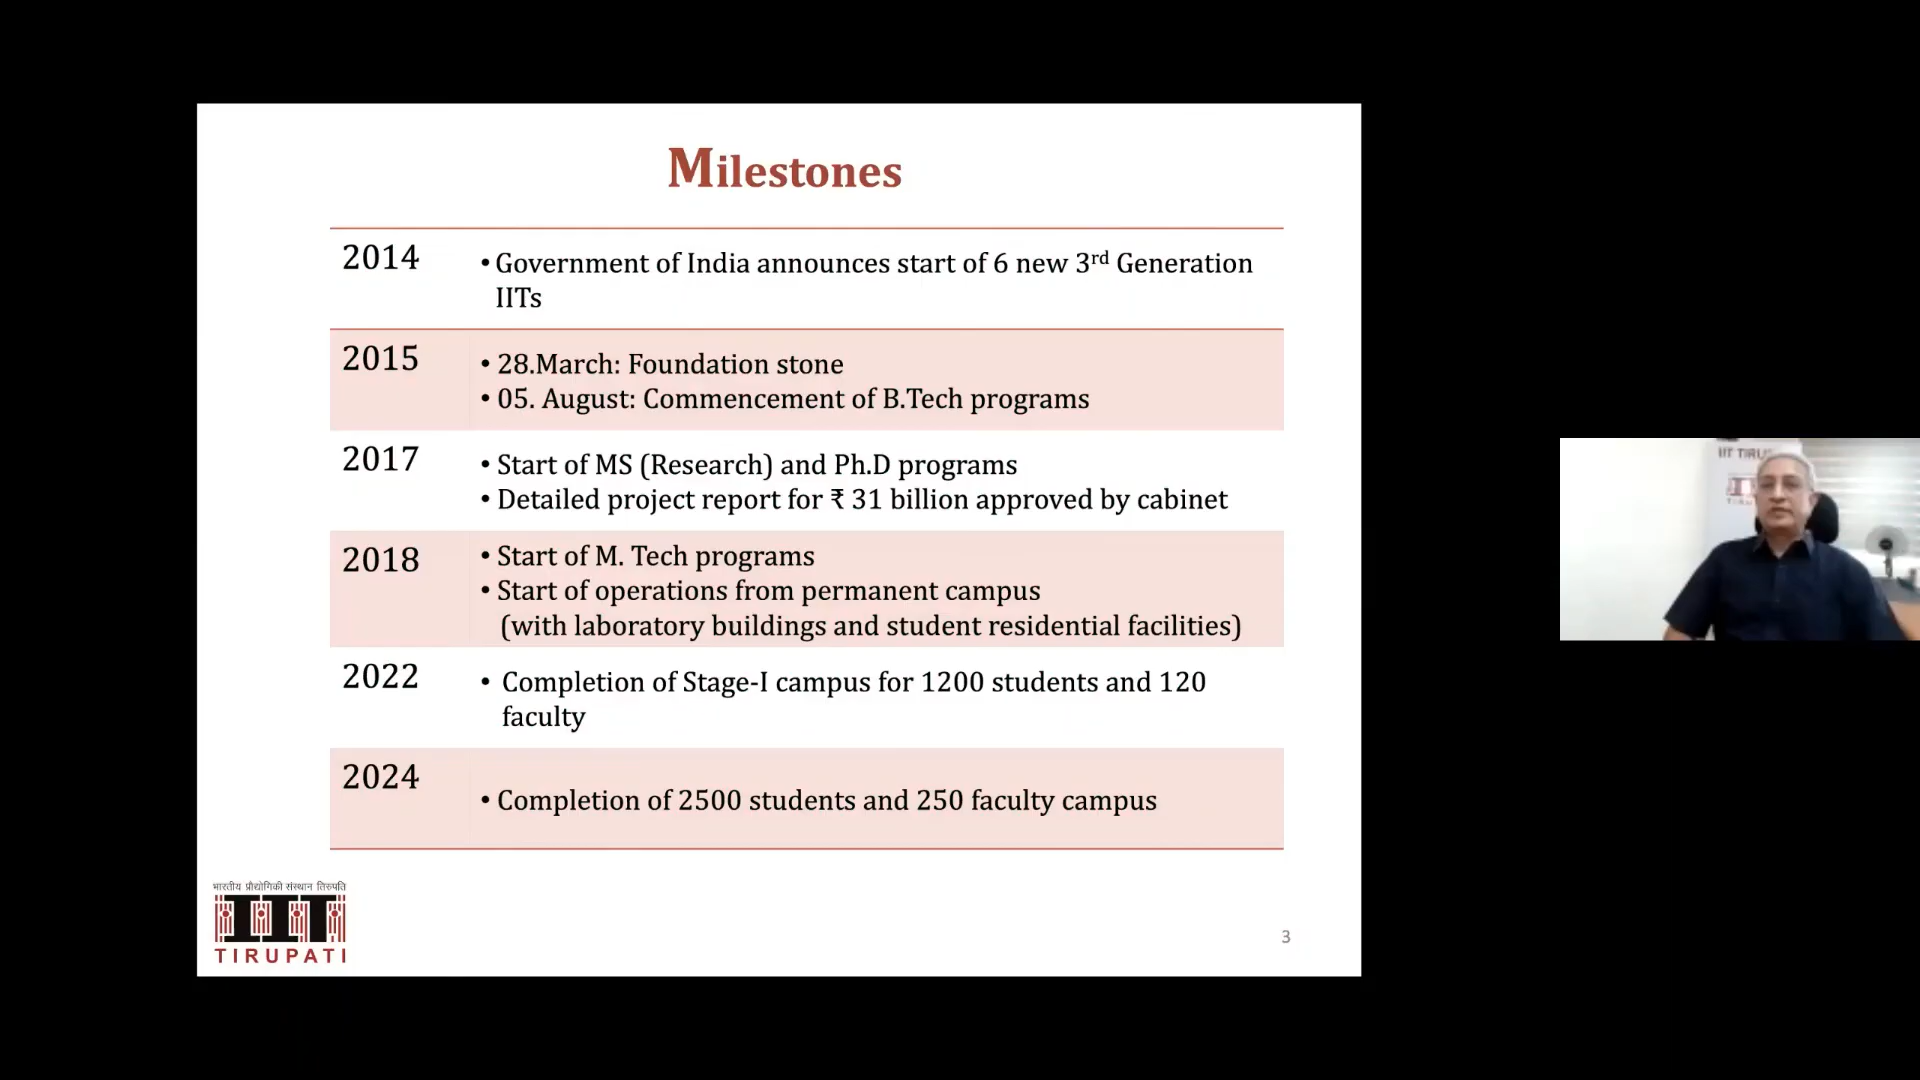 Milestones
2014
• Government of India announces start of 6 new 3rd Generation
IITs
2015
• 28.March: Foundation stone
• 05. August: Commencement of B.Tech programs
2017
• Start of MS (Research) and Ph.D programs
• Detailed project report for ₹ 31 billion approved by cabinet
2018
• Start of M. Tech programs
• Start of operations from permanent campus
(with laboratory buildings and student residential facilities)
2022
• Completion of Stage-I campus for 1200 students and 120
faculty
2024
• Completion of 2500 students and 250 faculty campus
भारतीय प्रौद्योगिकी संस्थान तिरुपति
IIT
TIRUPATI
3
IIT TIRU